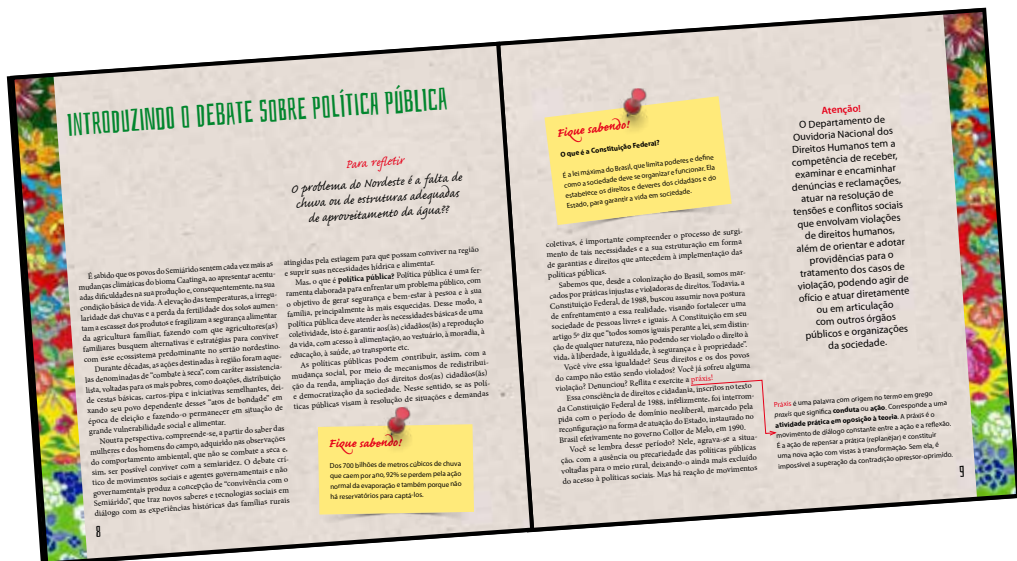 INTRODUZINDO O DEBATE SOBRE POLÍTICA PÚBLICA
Para refletir
O problema do Nordeste é a falta de
chuva ou de estruturas adequadas
de aproveitamento da água??
É sabido que os povos do Semiárido sentem cada vez mais as
mudanças climáticas do bioma Caatinga, ao apresentar acentu-
adas dificuldades na sua produção e, consequentemente, na sua
condição básica de vida. A elevação das temperaturas, a irregu-
laridade das chuvas e a perda da fertilidade dos solos aumen-
tam a escassez dos produtos e fragilizam a segurança alimentar
da agricultura familiar, fazendo com que agricultores(as)
familiares busquem alternativas e estratégias para conviver
com esse ecossistema predominante no sertão nordestino.
Durante décadas, as ações destinadas à região foram aque-
las denominadas de "combate à seca", com caráter assistencia-
lista, voltadas para os mais pobres, como doações, distribuição
de cestas básicas, carros-pipa e iniciativas semelhantes, dei-
xando seu povo dependente desses "atos de bondade" em
época de eleição e fazendo-o permanecer em situação de
grande vulnerabilidade social e alimentar.
Noutra perspectiva, compreende-se, a partir do saber das
mulheres e dos homens do campo, adquirido nas observações
do comportamento ambiental, que não se combate a seca e,
sim, ser possível conviver com a semiaridez. O debate crí-
tico de movimentos sociais e agentes governamentais e não
governamentais produz a concepção de "convivência com o
Semiárido", que traz novos saberes e tecnologias sociais em
diálogo com as experiências históricas das famílias rurais
8
atingidas pela estiagem para que possam conviver na região
e suprir suas necessidades hídrica e alimentar.
Mas, o que é política pública? Política pública é uma fer-
ramenta elaborada para enfrentar um problema público, com
o objetivo de gerar segurança e bem-estar à pessoa e à sua
família, principalmente às mais esquecidas. Desse modo, a
política pública deve atender às necessidades básicas de uma
coletividade, isto é, garantir aos(às) cidadãos(ãs) a reprodução
da vida, com acesso à alimentação, ao vestuário, à moradia, à
educação, à saúde, ao transporte etc.
As políticas públicas podem contribuir, assim, com a
mudança social, por meio de mecanismos de redistribui-
ção da renda, ampliação dos direitos dos(as) cidadãos(ãs)
e democratização da sociedade. Nesse sentido, se as polí-
ticas públicas visam à resolução de situações e demandas
Fique sabendo!
Dos 700 bilhões de metros cúbicos de chuva
que caem por ano, 92% se perdem pela ação
normal da evaporação e também porque não
há reservatórios para captá-los.
Fique sabendo!
O que é a Constituição Federal?
É a lei máxima do Brasil, que limita poderes e define
como a sociedade deve se organizar e funcionar. Ela
estabelece os direitos e deveres dos cidadãos e do
Estado, para garantir a vida em sociedade.
coletivas, é importante compreender o processo de surgi-
mento de tais necessidades e a sua estruturação em forma
de garantias e direitos que antecedem à implementação das
políticas públicas.
Sabemos que, desde a colonização do Brasil, somos mar-
cados por práticas injustas e violadoras de direitos. Todavia, a
Constituição Federal, de 1988, buscou assumir nova postura
de enfrentamento a essa realidade, visando fortalecer uma
sociedade de pessoas livres e iguais. A Constituição em seu
artigo 5º diz que "todos somos iguais perante a lei, sem distin-
ção de qualquer natureza, não podendo ser violado o direito à
vida, à liberdade, à igualdade, à segurança e à propriedade".
Você vive essa igualdade? Seus direitos e os dos povos
do campo não estão sendo violados? Você já sofreu alguma
violação? Denunciou? Reflita e exercite a práxis!
Essa consciência de direitos e cidadania, inscritos no texto
da Constituição Federal de 1988, infelizmente, foi interrom-
pida com o período de domínio neoliberal, marcado pela
reconfiguração na forma de atuação do Estado, instaurado no
Brasil efetivamente no governo Collor de Melo, em 1990.
Você se lembra desse período? Nele, agrava-se a situa-
ção, com a ausência ou precariedade das políticas públicas
voltadas para o meio rural, deixando-o ainda mais excluído
do acesso à políticas sociais. Mas há reação de movimentos
Atenção!
O Departamento de
Ouvidoria Nacional dos
Direitos Humanos tem a
competência de receber,
examinar e encaminhar
denúncias e reclamações,
atuar na resolução de
tensões e conflitos sociais
que envolvam violações
de direitos humanos,
além de orientar e adotar
providências para o
tratamento dos casos de
violação, podendo agir de
ofício e atuar diretamente
ou em articulação
com outros órgãos
públicos e organizações
da sociedade.
Práxis é uma palavra com origem no termo em grego
praxis que significa conduta ou ação. Corresponde a uma
atividade prática em oposição à teoria. A práxis é o
movimento de diálogo constante entre a ação e a reflexão.
É a ação de repensar a prática (replanejar) e constituir
uma nova ação com vistas à transformação. Sem ela, é
impossível a superação da contradição opressor-oprimido.
9